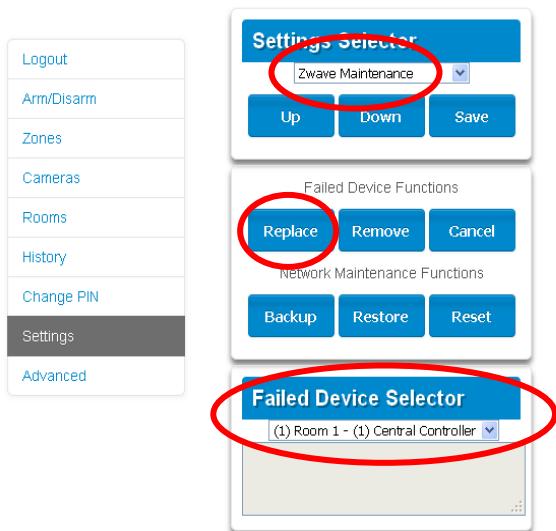 Logout
Arm/Disarm
Zones
Cameras
Rooms
History
Change PIN
Settings
Advanced
Settings Selector
Zwave Maintenance
Up Down Save
Failed Device Functions
Replace Remove Cancel
Network Maintenance Functions
Backup Restore Reset
Failed Device Selector
(1) Room 1 - (1) Central Controller